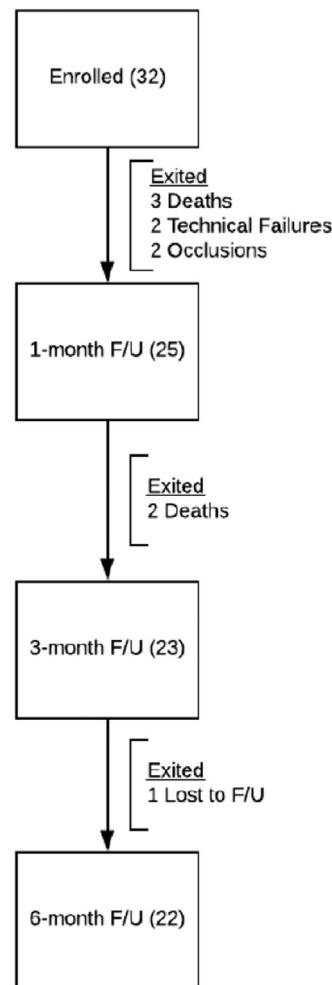 Enrolled (32)
Exited
3 Deaths
2 Technical Failures
2 Occlusions
1-month F/U (25)
Exited
2 Deaths
3-month F/U (23)
Exited
1 Lost to F/U
6-month F/U (22)